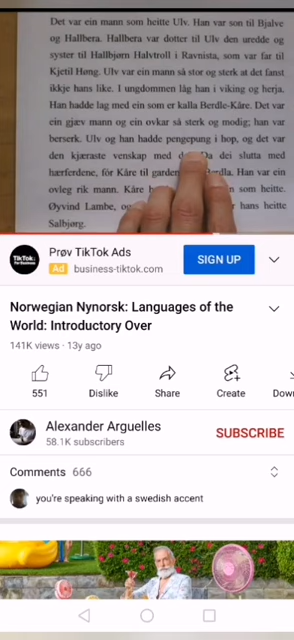 Det var ein mann som heitte Ulv. Han var son til Bjalve
og Hallbera. Hallbera var dotter til Ulv den uredde og
syster til Hallbjørn Halvtroll i Ravnista, som var far til
Kjetil Høng. Ulv var ein mann så stor og sterk at det fanst
ikkje hans like. I ungdommen låg han i viking og herja.
Han hadde lag med ein som er kalla Berdle-Kåre. Det var
ein gjæv mann og ein ovkar så sterk og modig; han var
berserk. Ulv og han hadde pengepung i hop, og det var
den kjæraste venskap med Da dei slutta med
hærferdene, for Kåre til garden Han var ein
ovleg rik mann. Kåre som heitte.
Øyvind Lambe, hans heitte
Salbjørg.
TikTok:
For Business
Prøv TikTok Ads
Ad business-tiktok.com
SIGN UP
Norwegian Nynorsk: Languages of the
World: Introductory Over
141K views · 13y ago
551
Dislike
Share
Create
Down
Alexander Arguelles
58.1K subscribers
SUBSCRIBE
Comments 666
you're speaking with a swedish accent